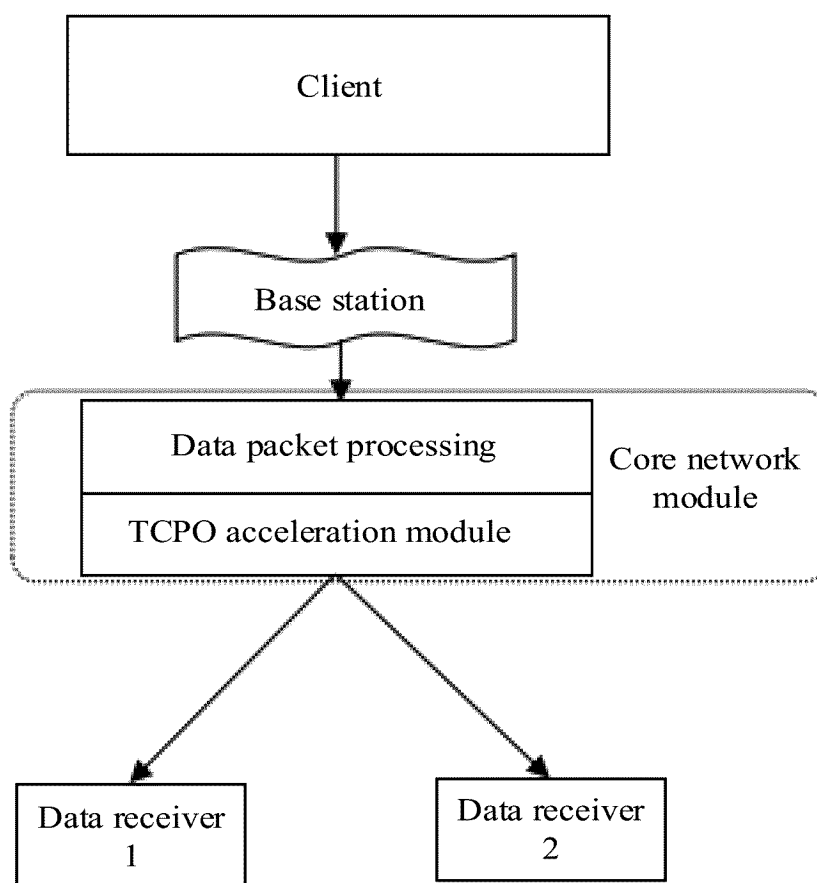 Client
Base station
Data packet processing
Core network
module
TCPO acceleration module
Data receiver
1
Data receiver
2